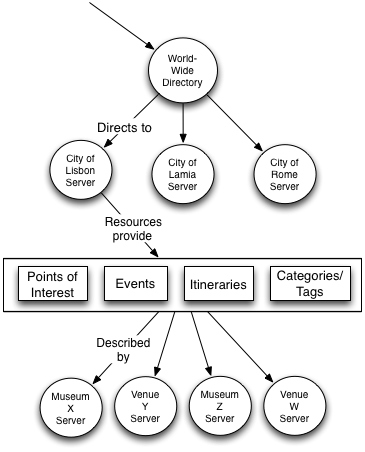 World-
Wide
Directory
Directs to
City of
Lisbon
Server
City of
Lamia
Server
City of
Rome
Server
Resources
provide
Points of
Interest
Events
Itineraries
Categories/
Tags
Described
by
Museum
X
Server
Venue
Y
Server
Museum
Z
Server
Venue
W
Server